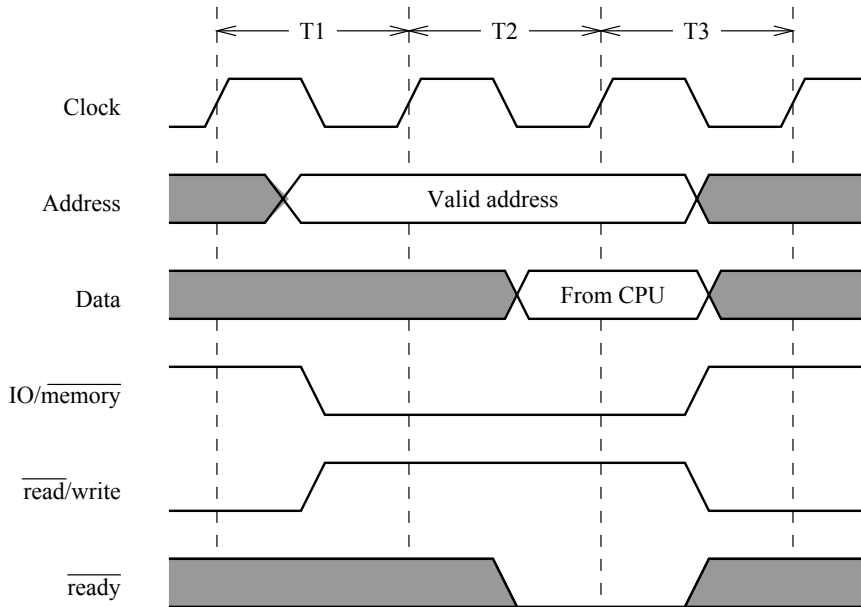 T1 T2 T3
Clock
Address Valid address
Data From CPU
IO/memory
read/write
ready